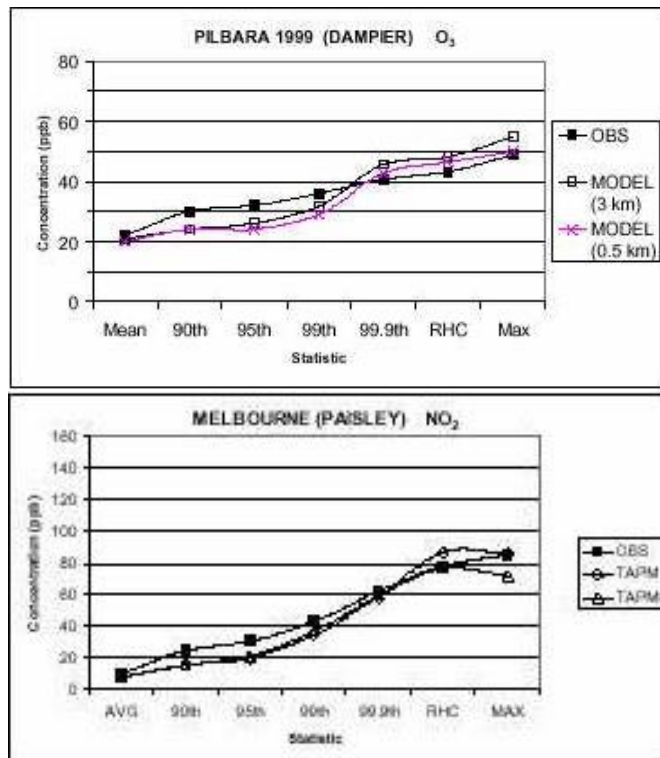 PILBARA 1999 (DAMPIER) O₃
Concentration (ppb)
80
60
40
20
0
Mean 90th 95th 99th 99.9th RHC Max
Statistic
OBS
MODEL
(3 km)
MODEL
(0.5 km)
MELBOURNE (PAISLEY) NO₂
Concentration (ppb)
160
140
120
100
80
60
40
20
0
AVG 90th 95th 99th 99.9th RHC MAX
Statistic
OBS
TAPM
TAPM